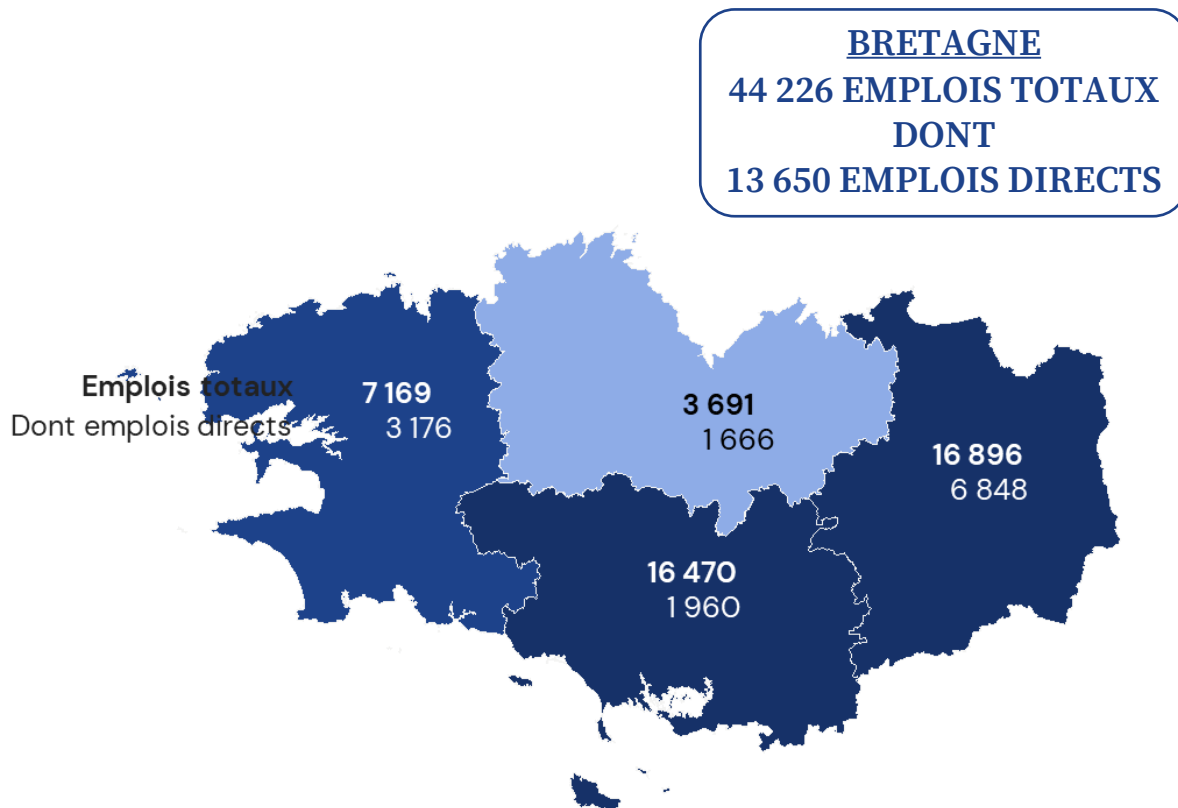 BRETAGNE
44 226 EMPLOIS TOTAUX
DONT
13 650 EMPLOIS DIRECTS
Emplois totaux
Dont emplois directs
7 169
3 176
3 691
1 666
16 896
6 848
16 470
1 960